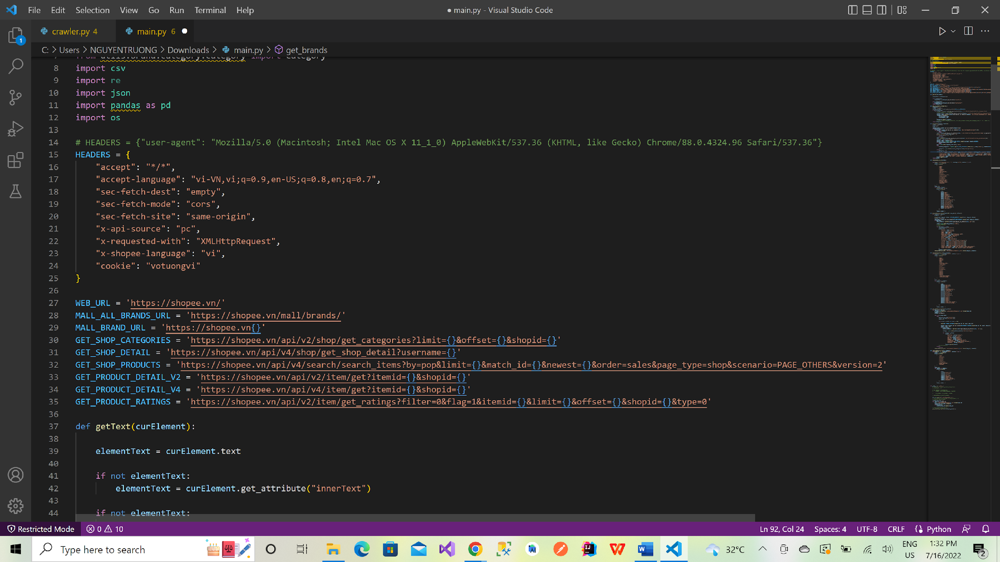 File Edit Selection View Go Run Terminal Help
● main.py - Visual Studio Code
1
crawler.py 4
main.py 6 ●
C: > Users > NGUYENTRUONG > Downloads > main.py > get_brands
8 import csv
9 import re
10 import json
11 import pandas as pd
12 import os
13
14 # HEADERS = {"user-agent": "Mozilla/5.0 (Macintosh; Intel Mac OS X 11_1_0) AppleWebKit/537.36 (KHTML, like Gecko) Chrome/88.0.4324.96 Safari/537.36"}
15 HEADERS = {
16 "accept": "*/*",
17 "accept-language": "vi-VN,vi;q=0.9,en-US;q=0.8,en;q=0.7",
18 "sec-fetch-dest": "empty",
19 "sec-fetch-mode": "cors",
20 "sec-fetch-site": "same-origin",
21 "x-api-source": "pc",
22 "x-requested-with": "XMLHttpRequest",
23 "x-shopee-language": "vi",
24 "cookie": "votuongvi"
25 }
26
27 WEB_URL = 'https://shopee.vn/'
28 MALL_ALL_BRANDS_URL = 'https://shopee.vn/mall/brands/'
29 MALL_BRAND_URL = 'https://shopee.vn{}'
30 GET_SHOP_CATEGORIES = 'https://shopee.vn/api/v2/shop/get_categories?limit={}&offset={}&shopid={}'
31 GET_SHOP_DETAIL = 'https://shopee.vn/api/v4/shop/get_shop_detail?username={}'
32 GET_SHOP_PRODUCTS = 'https://shopee.vn/api/v4/search/search_items?by=pop&limit={}&match_id={}&newest={}&order=sales&page_type=shop&scenario=PAGE_OTHERS&version=2'
33 GET_PRODUCT_DETAIL_V2 = 'https://shopee.vn/api/v2/item/get?itemid={}&shopid={}'
34 GET_PRODUCT_DETAIL_V4 = 'https://shopee.vn/api/v4/item/get?itemid={}&shopid={}'
35 GET_PRODUCT_RATINGS = 'https://shopee.vn/api/v2/item/get_ratings?filter=0&flag=1&itemid={}&limit={}&offset={}&shopid={}&type=0'
36
37 def getText(curElement):
38
39 elementText = curElement.text
40
41 if not elementText:
42 elementText = curElement.get_attribute("innerText")
43
44 if not elementText:
Restricted Mode 0 10
Ln 92, Col 24 Spaces: 4 UTF-8 CRLF Python
Type here to search
32°C
ENG
US
1:32 PM
7/16/2022
2